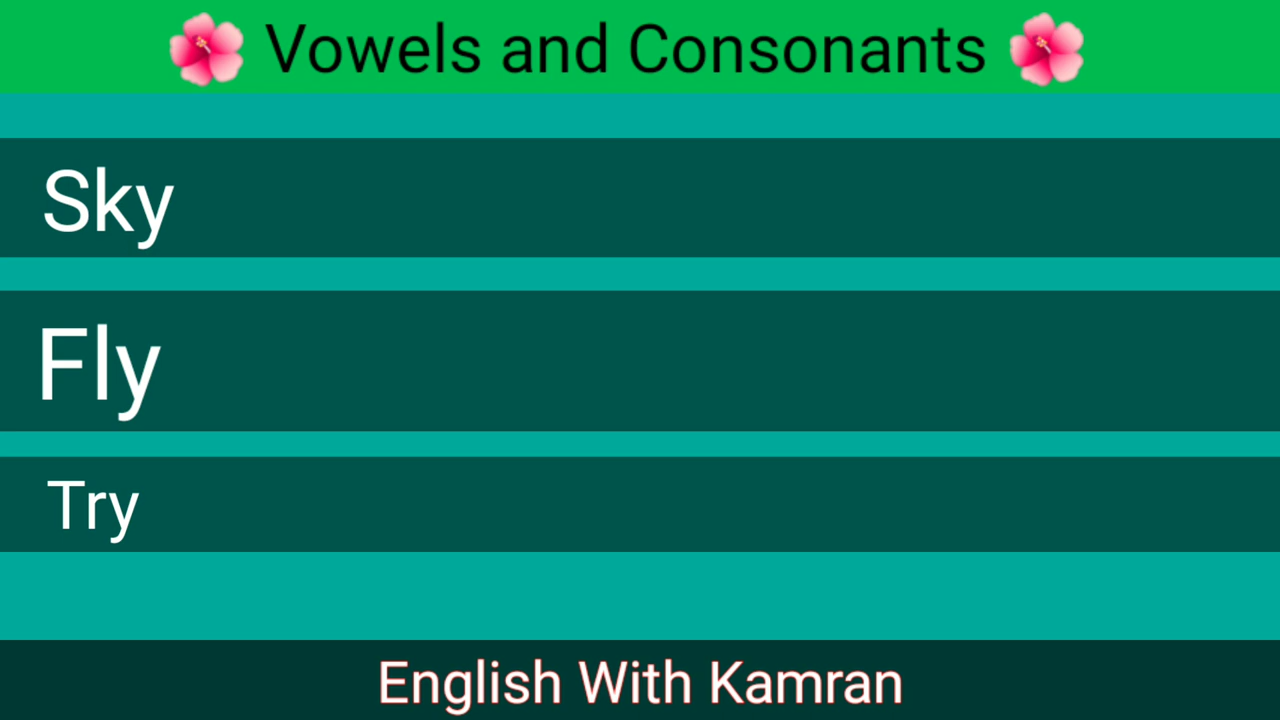 🌺 Vowels and Consonants 🌺
Sky
Fly
Try
English With Kamran